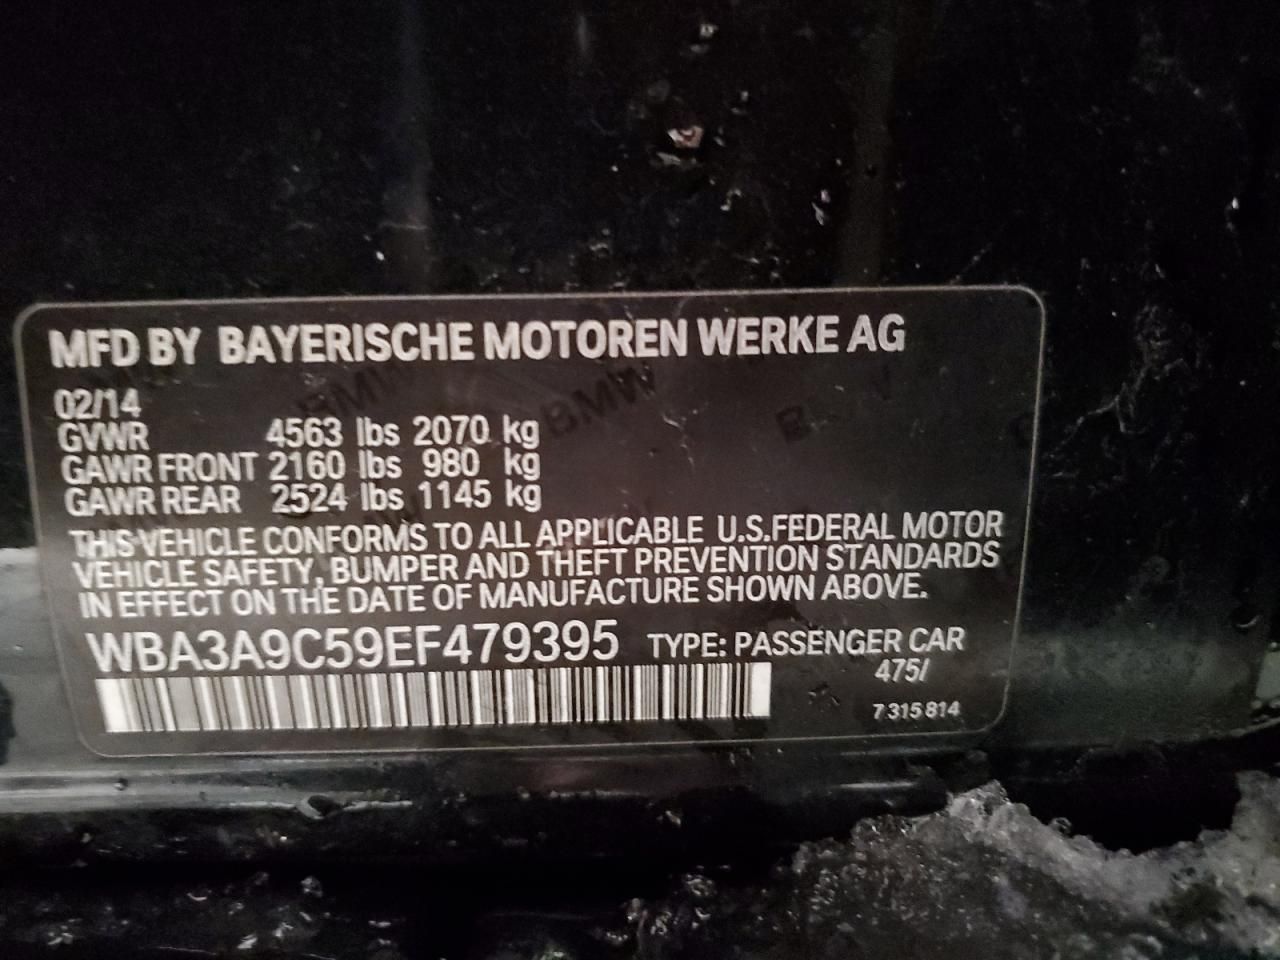 MFD BY BAYERISCHE MOTOREN WERKE AG
02/14
GVWR 4563 lbs 2070 kg
GAWR FRONT 2160 lbs 980 kg
GAWR REAR 2524 lbs 1145 kg
THIS VEHICLE CONFORMS TO ALL APPLICABLE U.S.FEDERAL MOTOR
VEHICLE SAFETY, BUMPER AND THEFT PREVENTION STANDARDS
IN EFFECT ON THE DATE OF MANUFACTURE SHOWN ABOVE.
WBA3A9C59EF479395 TYPE: PASSENGER CAR
475/
7 315 814
BMW
BMW